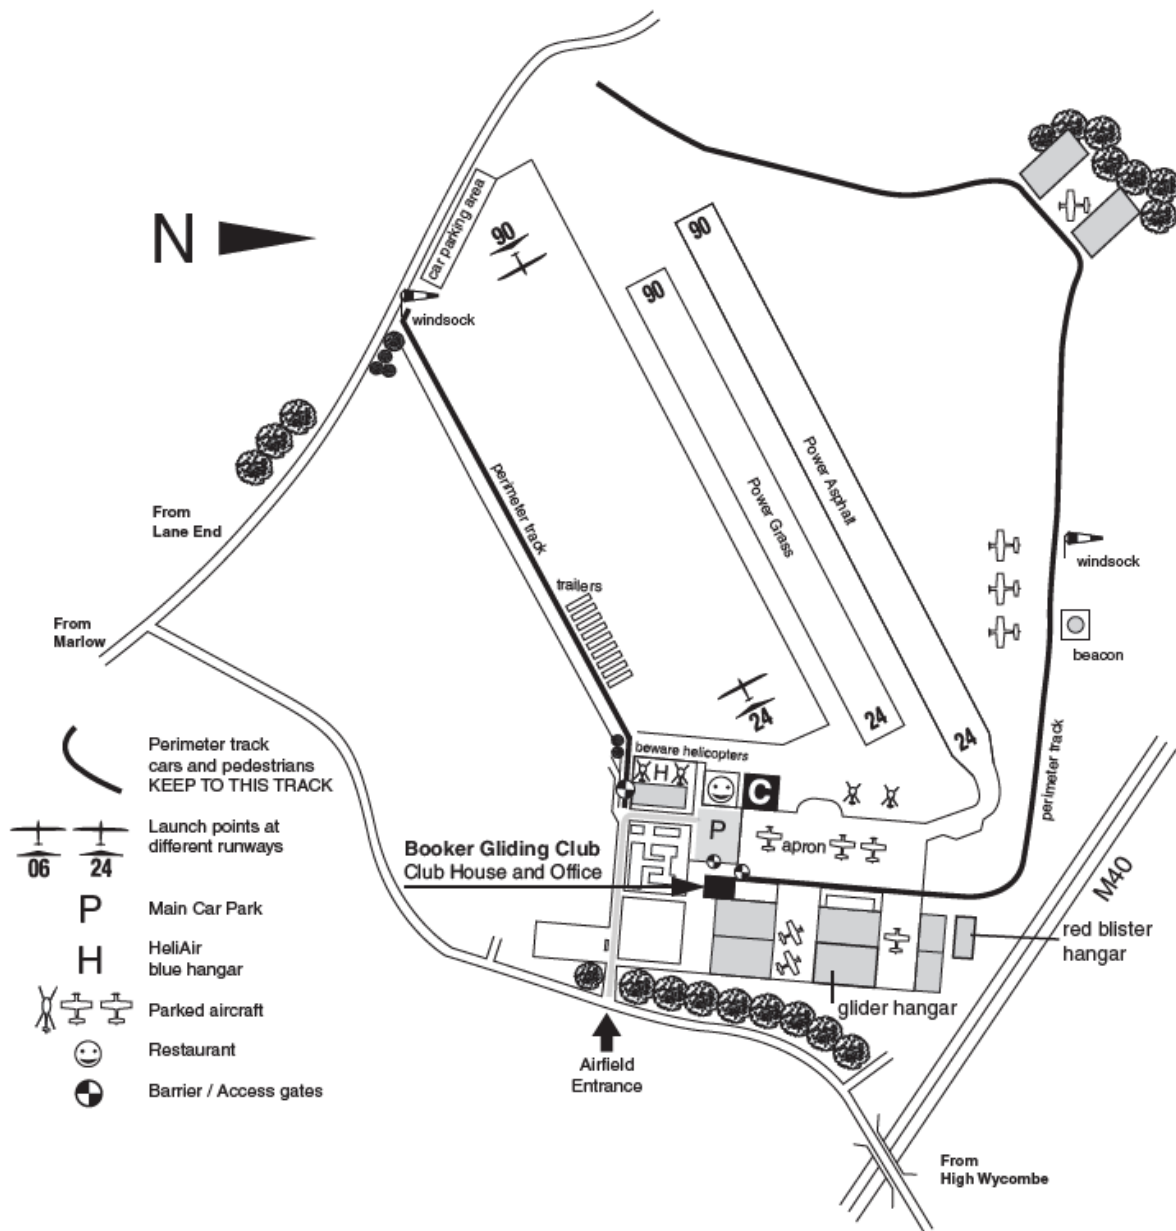 N
car parking area
06
06
06
windsock
perimeter track
Power Asphalt
Power Grass
From
Lane End
trailers
windsock
From
Marlow
beacon
24
24
24
perimeter track
beware helicopters
H
C
P
apron
M40
Perimeter track
cars and pedestrians
KEEP TO THIS TRACK
06
24
Launch points at
different runways
P
Main Car Park
H
HeliAir
blue hangar
Parked aircraft
Restaurant
Barrier / Access gates
Booker Gliding Club
Club House and Office
red blister
hangar
glider hangar
Airfield
Entrance
From
High Wycombe